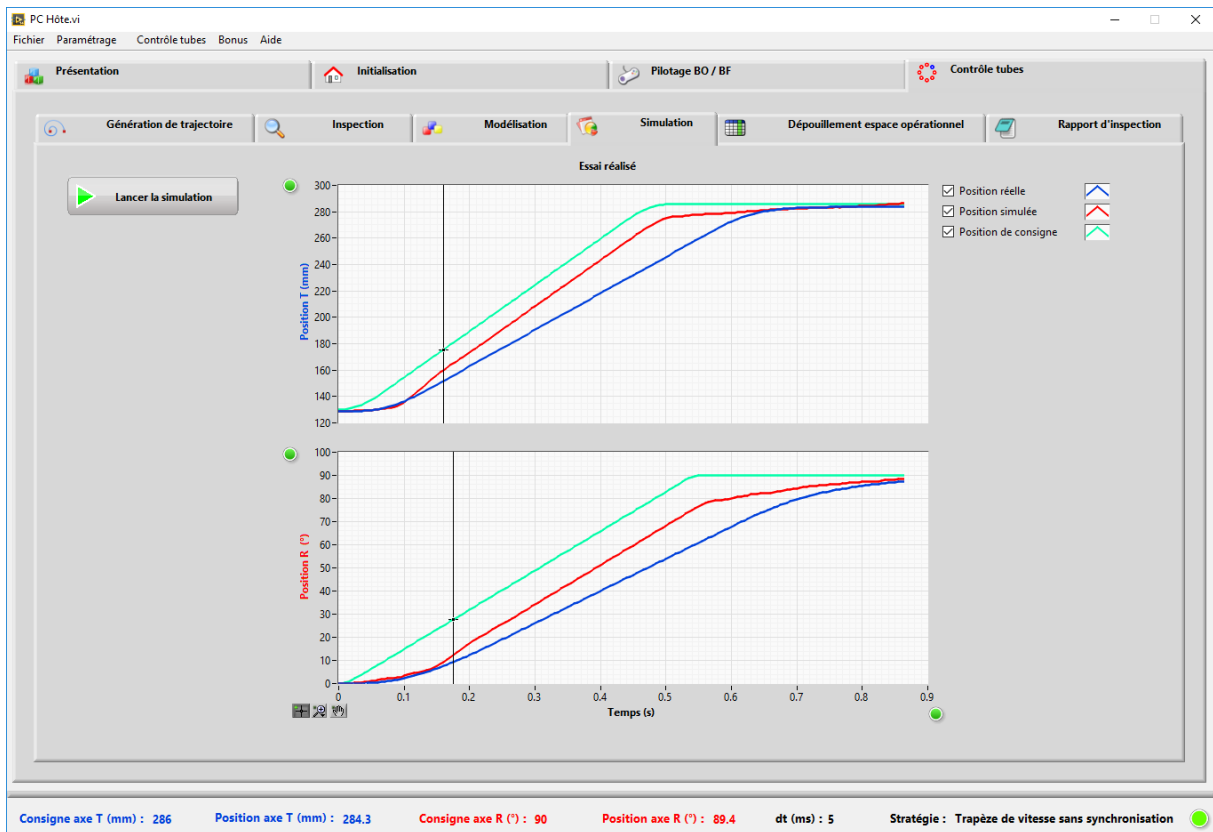 PC Hôte.vi
Fichier Paramétrage Contrôle tubes Bonus Aide
Présentation Initialisation Pilotage BO / BF Contrôle tubes
Génération de trajectoire Inspection Modélisation Simulation Dépouillement espace opérationnel Rapport d'inspection
Lancer la simulation
Essai réalisé
Position T (mm)
300
280
260
240
220
200
180
160
140
120
Position réelle
Position simulée
Position de consigne
Position R (°)
100
90
80
70
60
50
40
30
20
10
0
0 0.1 0.2 0.3 0.4 0.5 0.6 0.7 0.8 0.9
Temps (s)
Consigne axe T (mm) : 286 Position axe T (mm) : 284.3 Consigne axe R (°) : 90 Position axe R (°) : 89.4 dt (ms) : 5 Stratégie : Trapèze de vitesse sans synchronisation